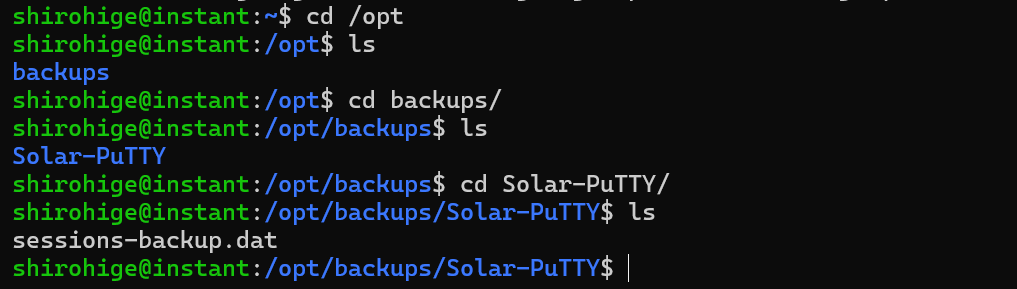 shirohige@instant:~$ cd /opt
shirohige@instant:/opt$ ls
backups
shirohige@instant:/opt$ cd backups/
shirohige@instant:/opt/backups$ ls
Solar-PuTTY
shirohige@instant:/opt/backups$ cd Solar-PuTTY/
shirohige@instant:/opt/backups/Solar-PuTTY$ ls
sessions-backup.dat
shirohige@instant:/opt/backups/Solar-PuTTY$